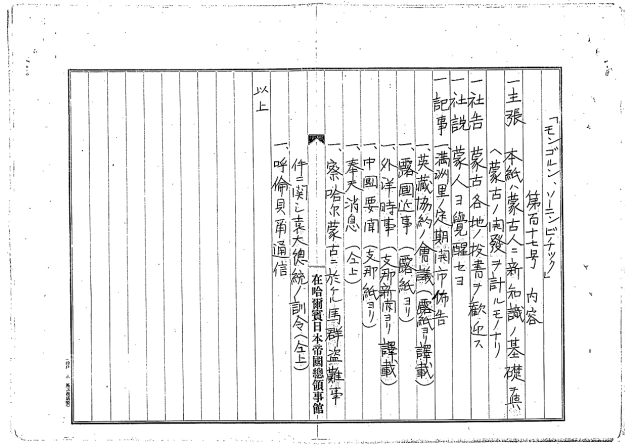 「モンゴルン、ソーニンビチック」
第百十七号 内容
一主張 本紙ハ蒙古人ニ新知識ノ基礎ヲ
ヘ蒙古ノ開發ヲ計ルモノナリ
一社告 蒙古各地ノ投書ヲ歓迎ス
一社説 蒙人ヨ覺醒セヨ
一記事 一、満洲里ノ定期開市佈告
一、英藏協約ノ會議(露紙ヨリ譯載)
一、露國近事(露紙ヨリ)
一、外洋時事(支那新聞ヨリ譯載)
一、中國要聞(支那紙ヨリ)
一、奉天消息(仝上)
一、察哈尔蒙古ニ於ケル馬群盗難事
件ニ関シ袁大総統ノ訓令(仝上)
一、呼倫貝甬通信
以上
在哈爾賓日本帝國總領事館